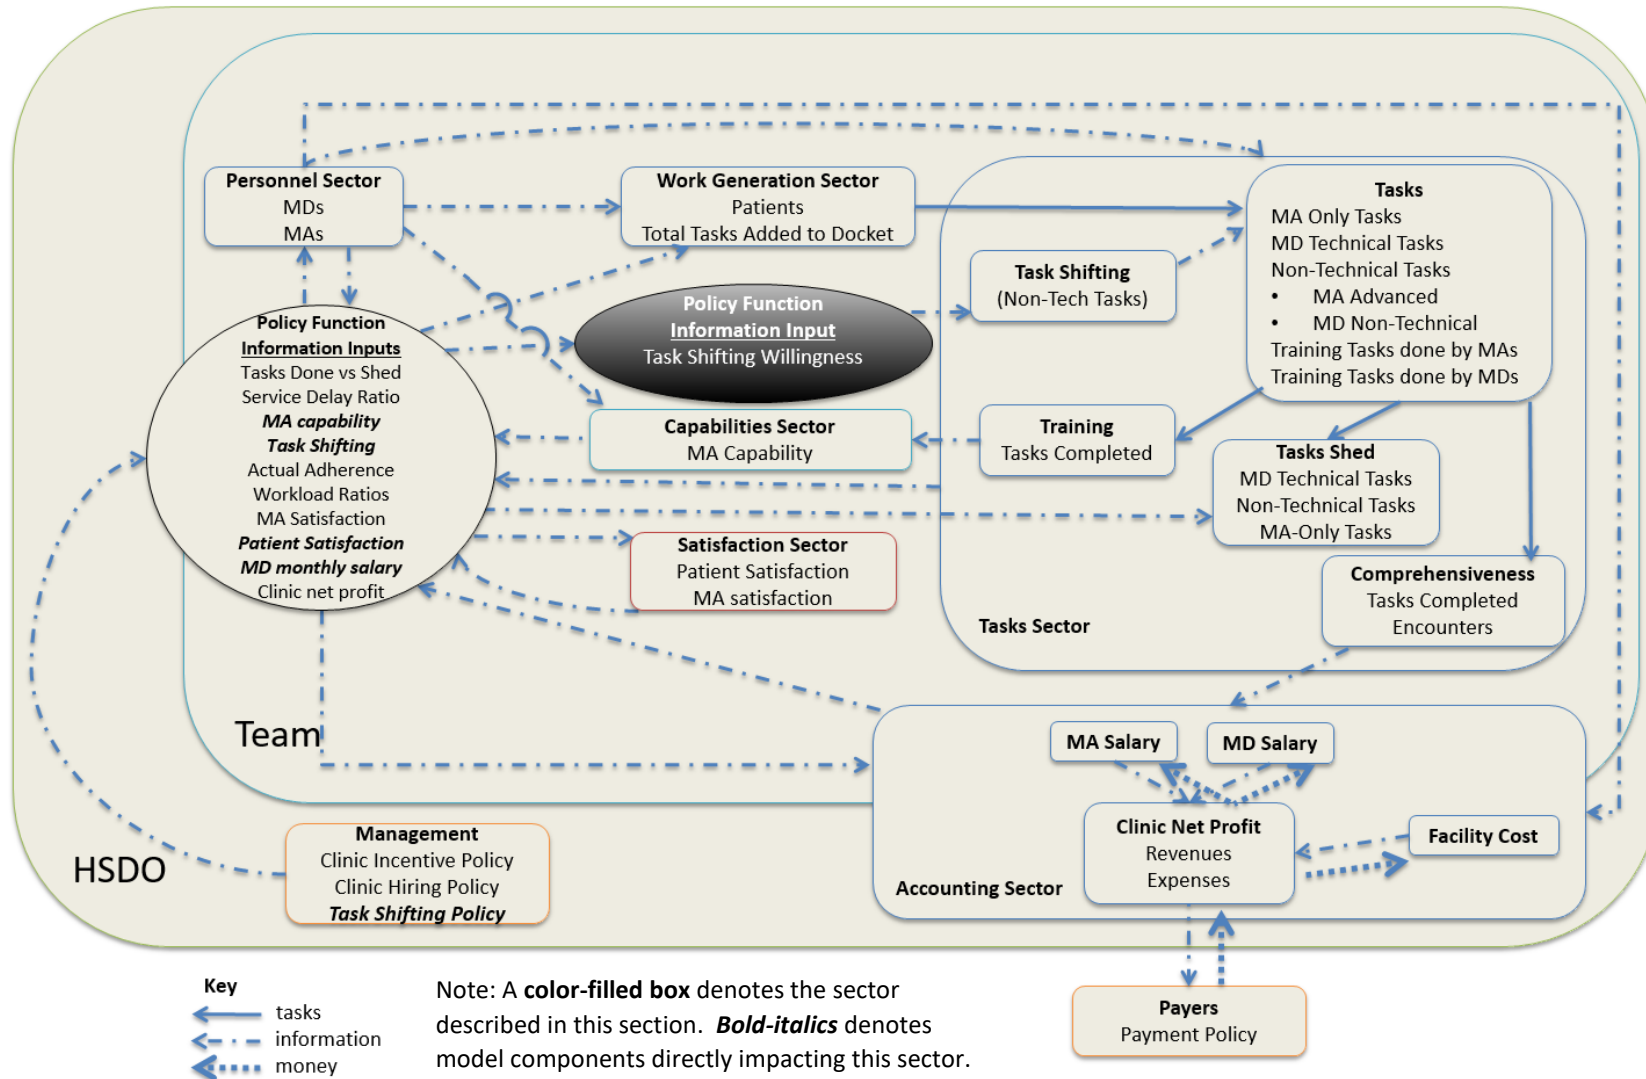 Personnel Sector
MDs
MAs
Work Generation Sector
Patients
Total Tasks Added to Docket
Tasks
MA Only Tasks
MD Technical Tasks
Non-Technical Tasks
• MA Advanced
• MD Non-Technical
Training Tasks done by MAs
Training Tasks done by MDs
Task Shifting
(Non-Tech Tasks)
Policy Function
Information Input
Task Shifting Willingness
Policy Function
Information Inputs
Tasks Done vs Shed
Service Delay Ratio
MA capability
Task Shifting
Actual Adherence
Workload Ratios
MA Satisfaction
Patient Satisfaction
MD monthly salary
Clinic net profit
Capabilities Sector
MA Capability
Training
Tasks Completed
Tasks Shed
MD Technical Tasks
Non-Technical Tasks
MA-Only Tasks
Satisfaction Sector
Patient Satisfaction
MA satisfaction
Comprehensiveness
Tasks Completed
Encounters
Tasks Sector
Team
MA Salary
MD Salary
Clinic Net Profit
Revenues
Expenses
Facility Cost
Accounting Sector
Management
Clinic Incentive Policy
Clinic Hiring Policy
Task Shifting Policy
HSDO
Payers
Payment Policy
Key
tasks
information
money
Note: A color-filled box denotes the sector
described in this section. Bold-italics denotes
model components directly impacting this sector.